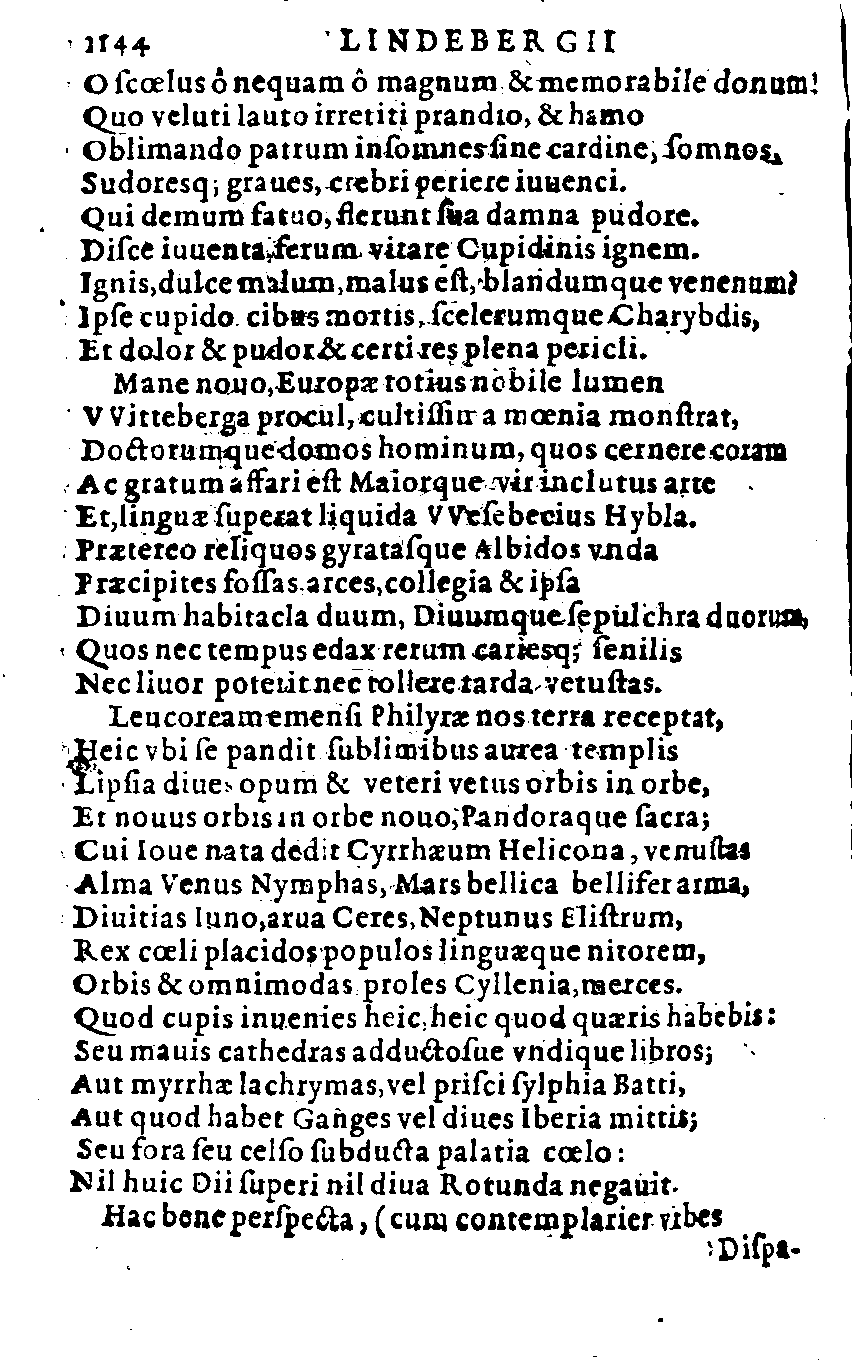 1144 LINDEBERGII
O ſcœlus ô nequam ô magnum & memorabile donum!
Quo veluti lauto irretiti prandio, & hamo
Oblimando patrum inſomnes ſine cardine, ſomnos,
Sudoresq; graues, crebri periere iuuenci.
Qui demum fatuo, flerunt ſua damna pudore.
Diſce iuuenta, ferum vitare Cupidinis ignem.
Ignis, dulce malum, malus eſt, blandumque venenum?
Ipſe cupido cibus mortis, ſcelerumque Charybdis,
Et dolor & pudor & certi res plena pericli.
Mane nouo, Europæ totius nobile lumen
VVitteberga procul, cultiſſima mœnia monſtrat,
Doctorumque domos hominum, quos cernere coram
Ac gratum affari eſt Maiorque vir inclutus arte
Et, linguæ ſuperat liquida VVeſebecius Hybla.
Prætereo reliquos gyrataſque Albidos vnda
Præcipites foſſas arces, collegia & ipſa
Diuum habitacla duum, Diuumque ſepulchra duorum,
Quos nec tempus edax rerum cariesq; ſenilis
Nec liuor poterit nec tollere tarda vetuſtas.
Leucoream emenſi Philyræ nos terra receptat,
Heic vbi ſe pandit ſublimibus aurea templis
Lipſia diues opum & veteri vetus orbis in orbe,
Et nouus orbis in orbe nouo, Pandoraque ſacra;
Cui Ioue nata dedit Cyrrhæum Helicona, venuſtas
Alma Venus Nymphas, Mars bellica bellifer arma,
Diuitias Iuno, arua Ceres, Neptunus Eliſtrum,
Rex cœli placidos populos linguæque nitorem,
Orbis & omnimodas proles Cyllenia, merces.
Quod cupis inuenies heic, heic quod quæris habebis:
Seu mauis cathedras adductoſue vndique libros;
Aut myrrhæ lachrymas, vel priſci ſylphia Batti,
Aut quod habet Ganges vel diues Iberia mittit;
Seu fora ſeu celſo ſubducta palatia cœlo:
Nil huic Dii ſuperi nil diua Rotunda negauit.
Hac bene perſpecta, (cum contemplarier vrbes
Diſpa-